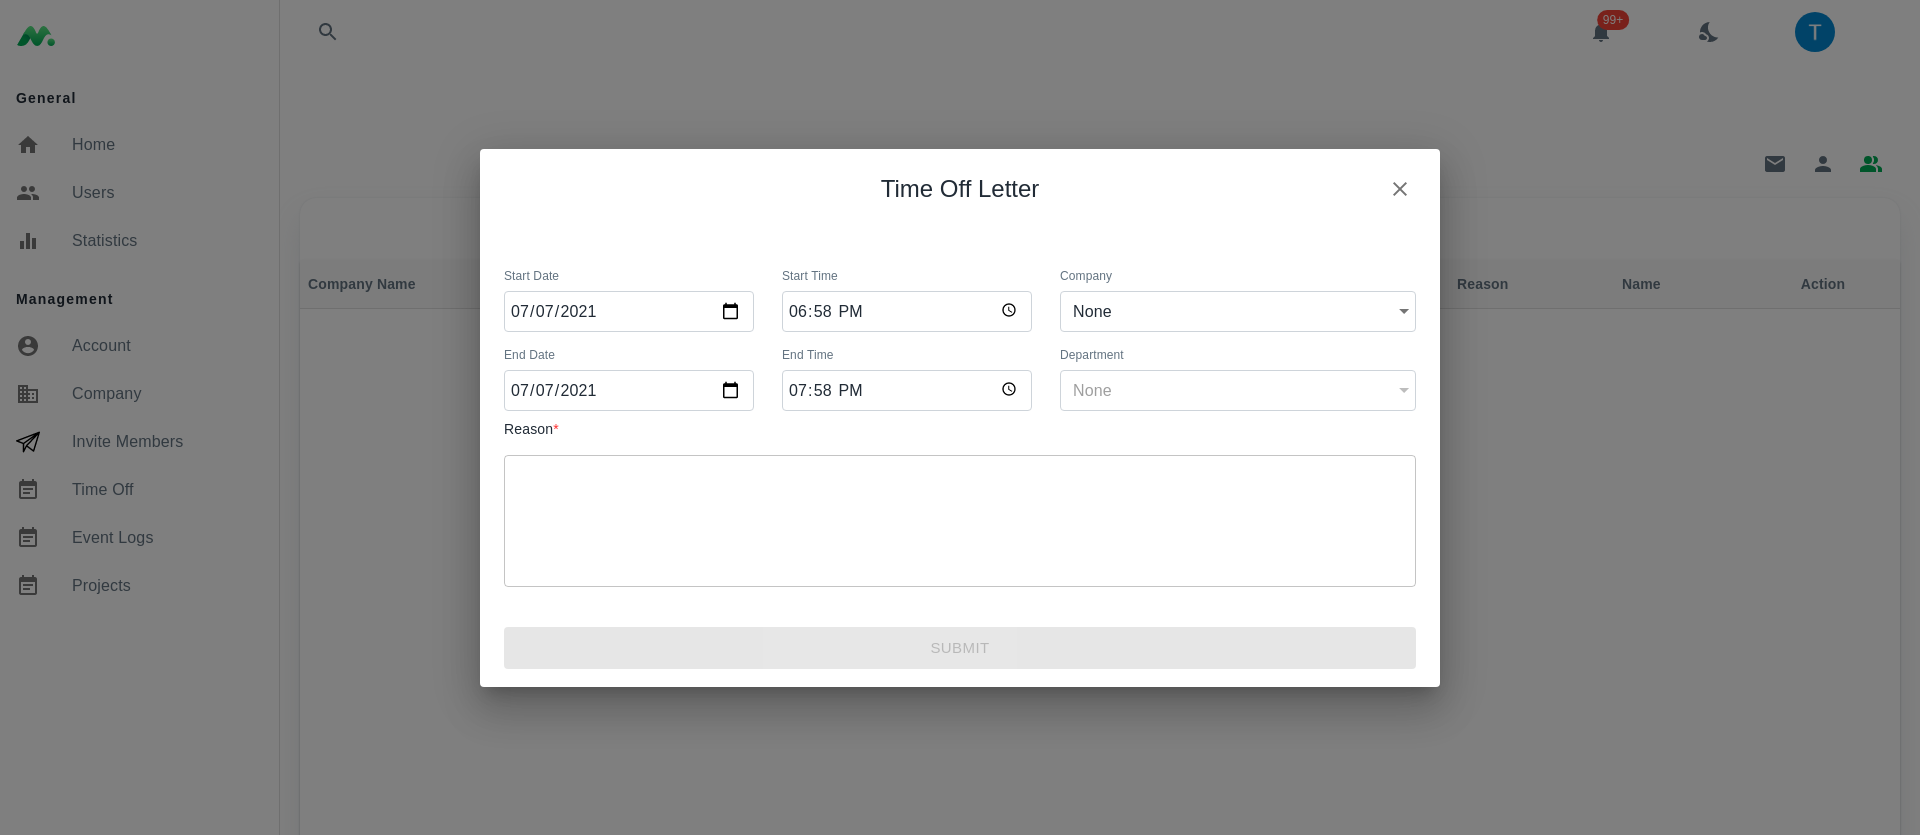 99+
T
General
Home
Users
Statistics
Management
Account
Company
Invite Members
Time Off
Event Logs
Projects
Company Name
Reason
Name
Action
Time Off Letter
Start Date
Start Time
Company
07/07/2021
06:58 PM
None
End Date
End Time
Department
07/07/2021
07:58 PM
None
Reason*
SUBMIT